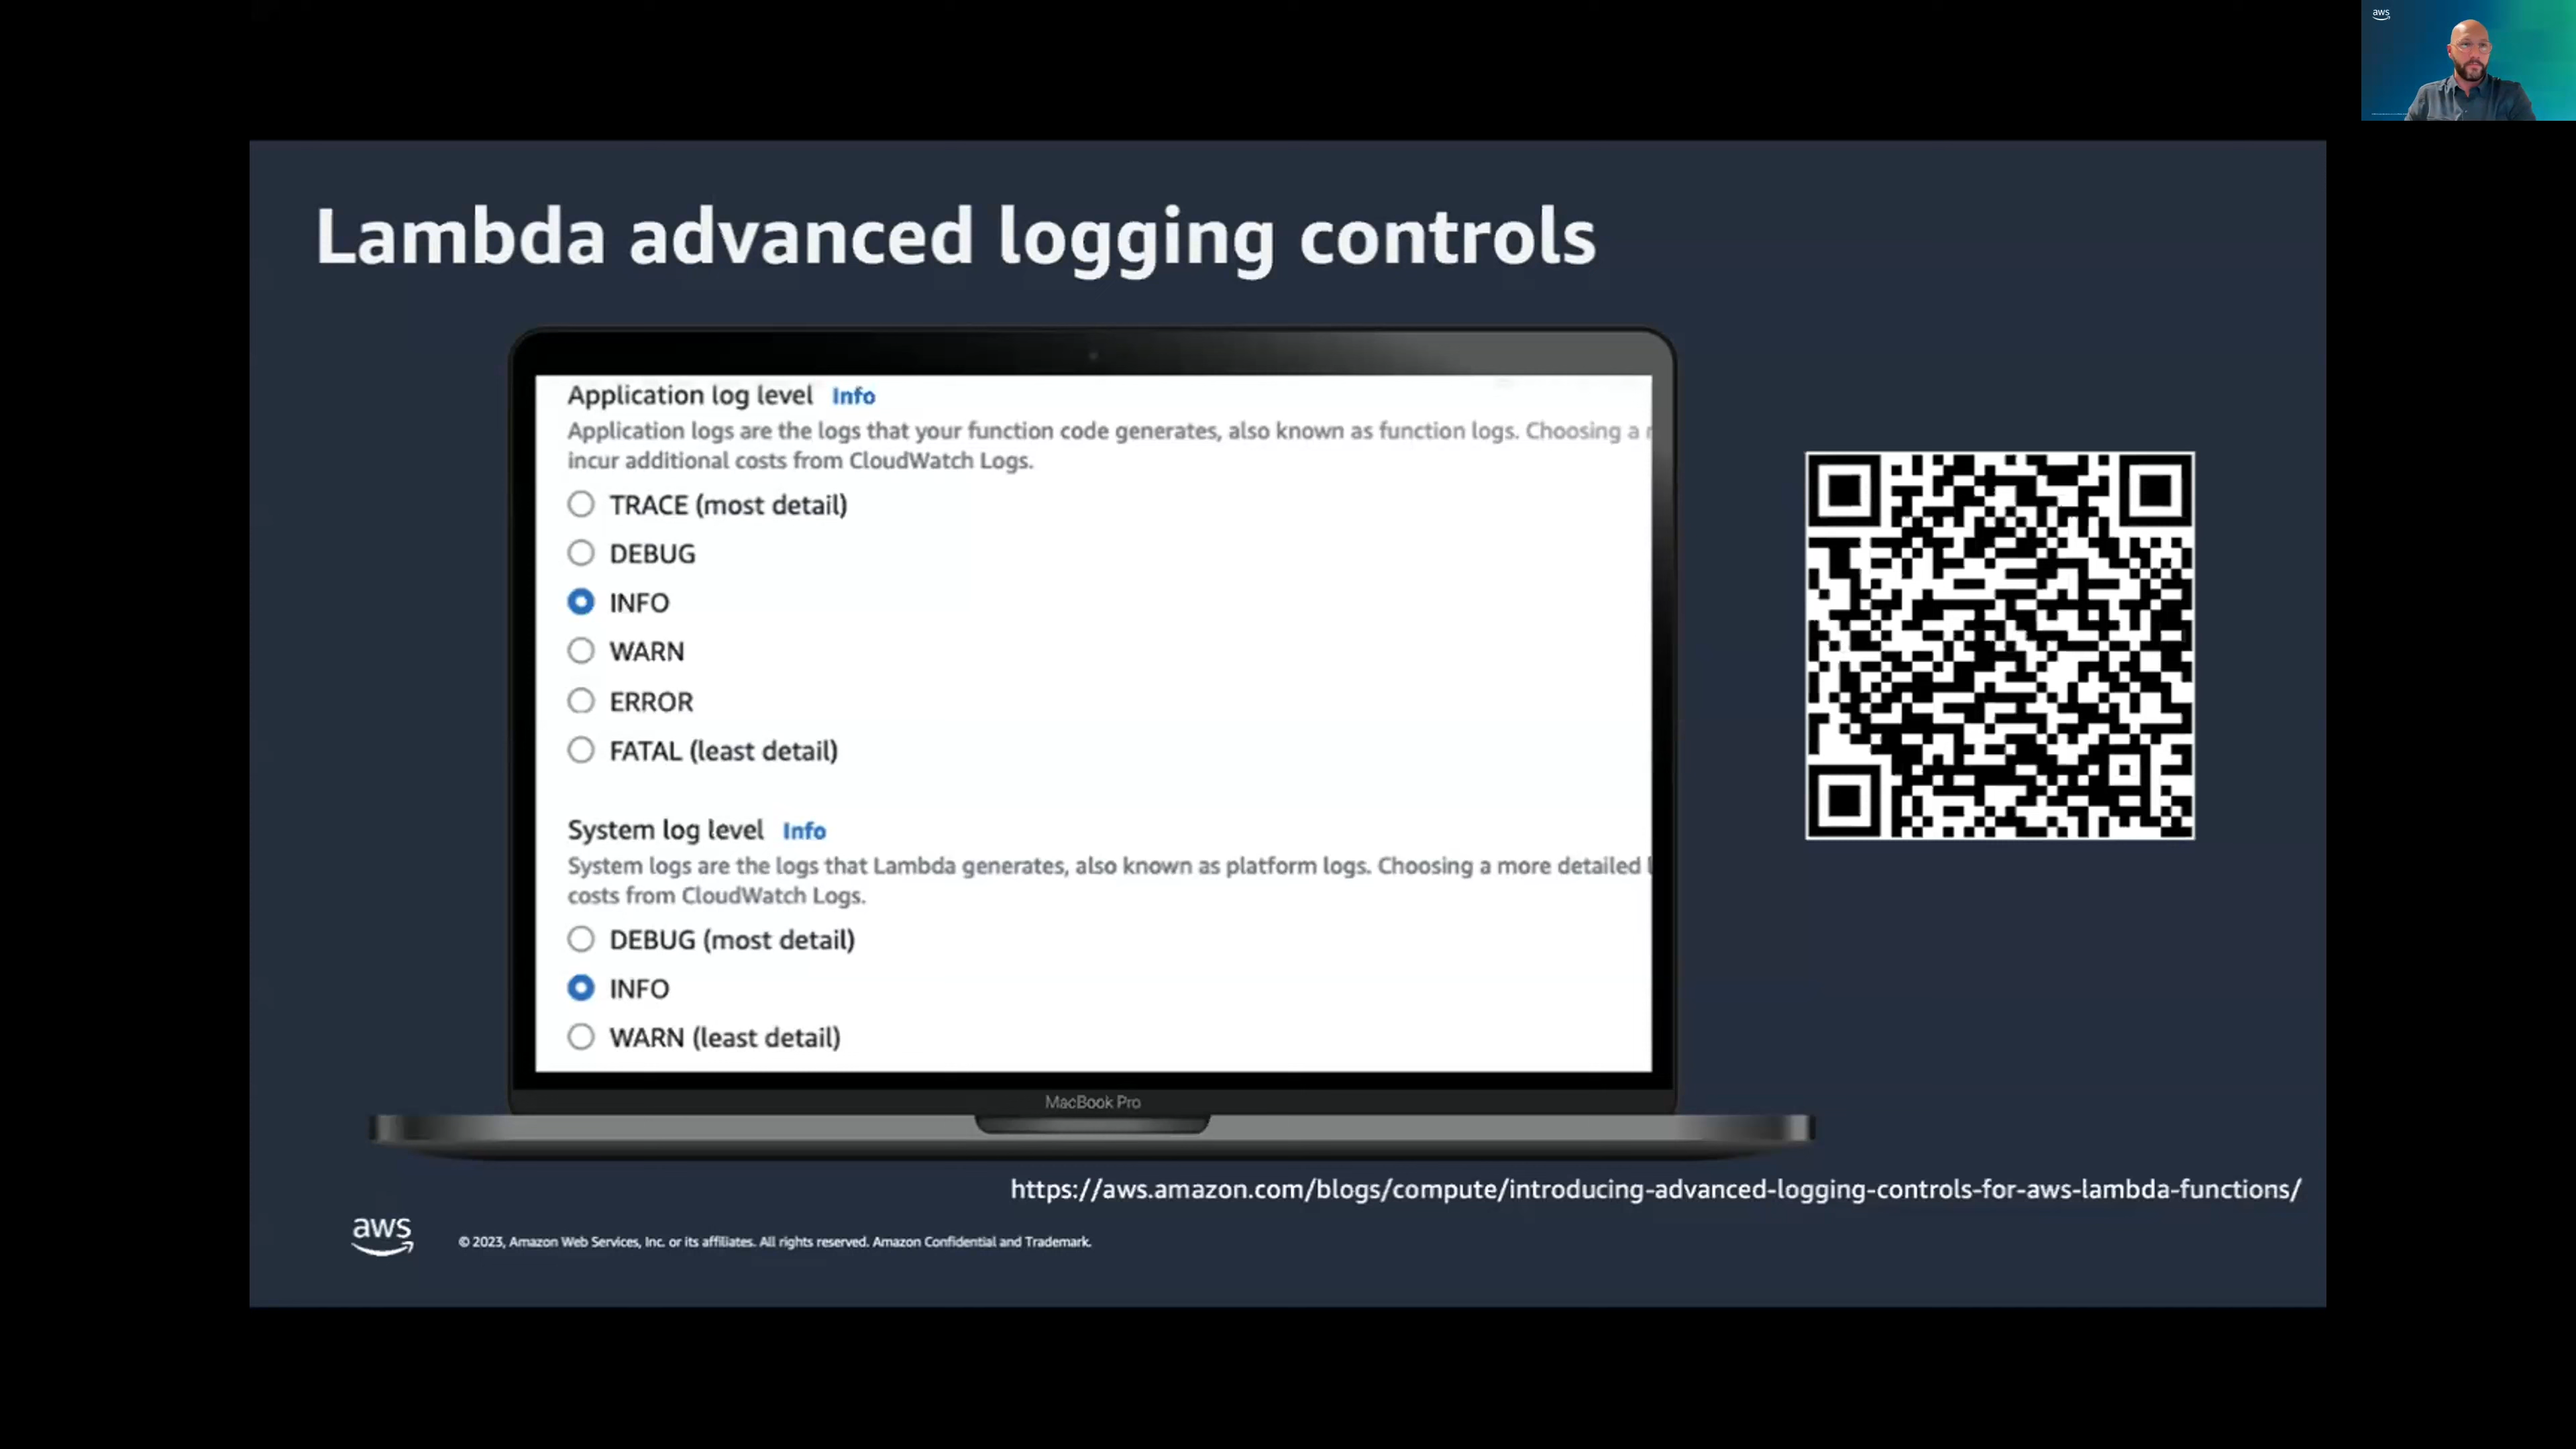 aws
Lambda advanced logging controls
Application log level Info
Application logs are the logs that your function code generates, also known as function logs. Choosing a
incur additional costs from CloudWatch Logs.
TRACE (most detail)
DEBUG
INFO
WARN
ERROR
FATAL (least detail)
System log level Info
System logs are the logs that Lambda generates, also known as platform logs. Choosing a more detailed
costs from CloudWatch Logs.
DEBUG (most detail)
INFO
WARN (least detail)
MacBook Pro
https://aws.amazon.com/blogs/compute/introducing-advanced-logging-controls-for-aws-lambda-functions/
aws
© 2023, Amazon Web Services, Inc. or its affiliates. All rights reserved. Amazon Confidential and Trademark.